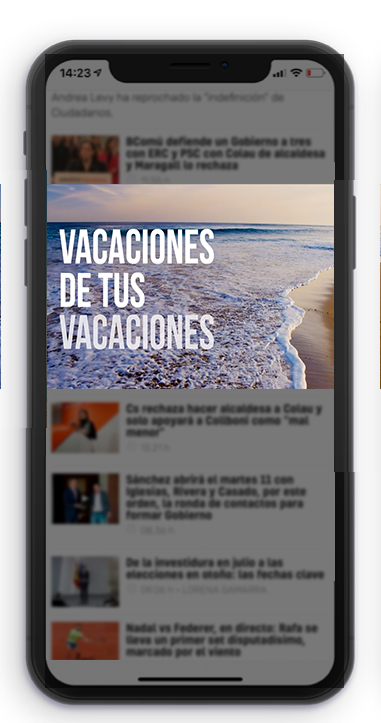 14:23
Andrea Levy ha reprochado la "indefinición" de
Ciudadanos.
BComú defiende un Gobierno a tres
con ERC y PSC con Colau de alcaldesa
y Maragall lo rechaza
VACACIONES
DE TUS
VACACIONES
Cs rechaza hacer alcaldesa a Colau y
solo apoyará a Collboni como "mal
menor"
13:21 h
Sánchez abrirá el martes 11 con
Iglesias, Rivera y Casado, por este
orden, la ronda de contactos para
formar Gobierno
De la investidura en julio a las
elecciones en otoño: las fechas clave
Nadal vs Federer, en directo: Rafa se
lleva un primer set disputadísimo,
marcado por el viento